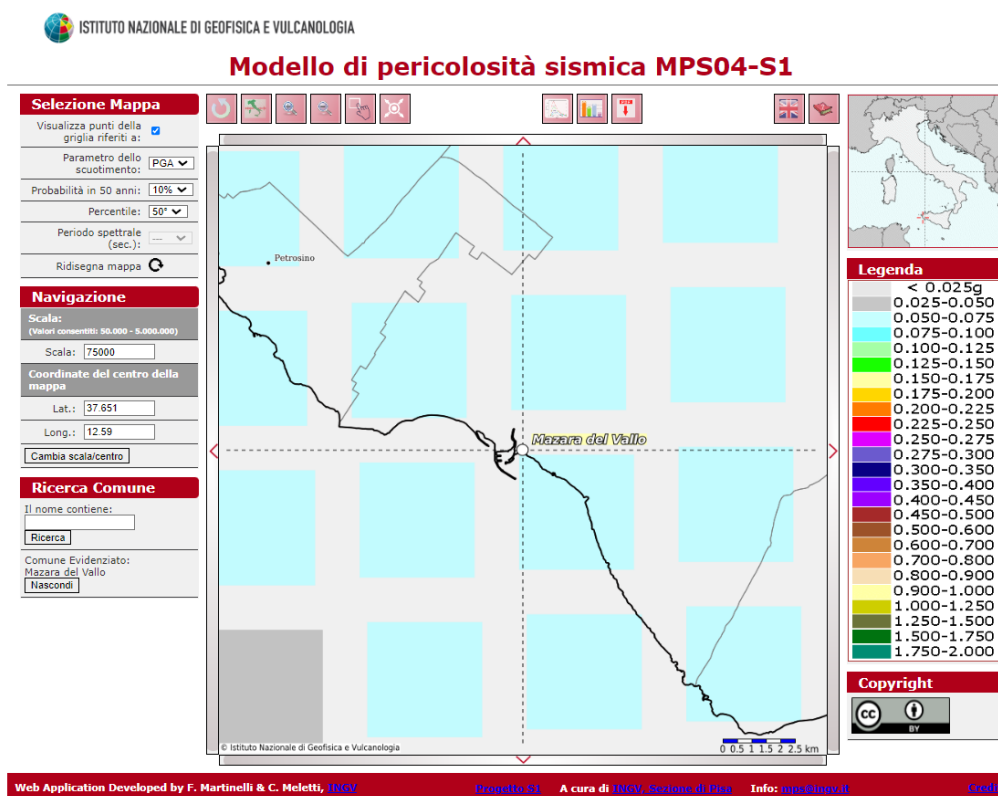 ISTITUTO NAZIONALE DI GEOFISICA E VULCANOLOGIA
Modello di pericolosità sismica MPS04-S1
Selezione Mappa
Visualizza punti della
griglia riferiti a:
Parametro dello
scuotimento: PGA
Probabilità in 50 anni: 10%
Percentile: 50°
Periodo spettrale
(sec.): ---
Ridisegna mappa
Navigazione
Scala:
(Valori consentiti: 50.000 - 5.000.000)
Scala: 75000
Coordinate del centro della
mappa
Lat.: 37.651
Long.: 12.59
Cambia scala/centro
Ricerca Comune
Il nome contiene:
Ricerca
Comune Evidenziato:
Mazara del Vallo
Nascondi
Petrosino
Mazara del Vallo
© Istituto Nazionale di Geofisica e Vulcanologia
0 0.5 1 1.5 2 2.5 km
Legenda
< 0.025g
0.025-0.050
0.050-0.075
0.075-0.100
0.100-0.125
0.125-0.150
0.150-0.175
0.175-0.200
0.200-0.225
0.225-0.250
0.250-0.275
0.275-0.300
0.300-0.350
0.350-0.400
0.400-0.450
0.450-0.500
0.500-0.600
0.600-0.700
0.700-0.800
0.800-0.900
0.900-1.000
1.000-1.250
1.250-1.500
1.500-1.750
1.750-2.000
Copyright
cc
BY
Web Application Developed by F. Martinelli & C. Meletti, INGV Progetto S1 A cura di INGV, Sezione di Pisa Info: mps@ingv.it